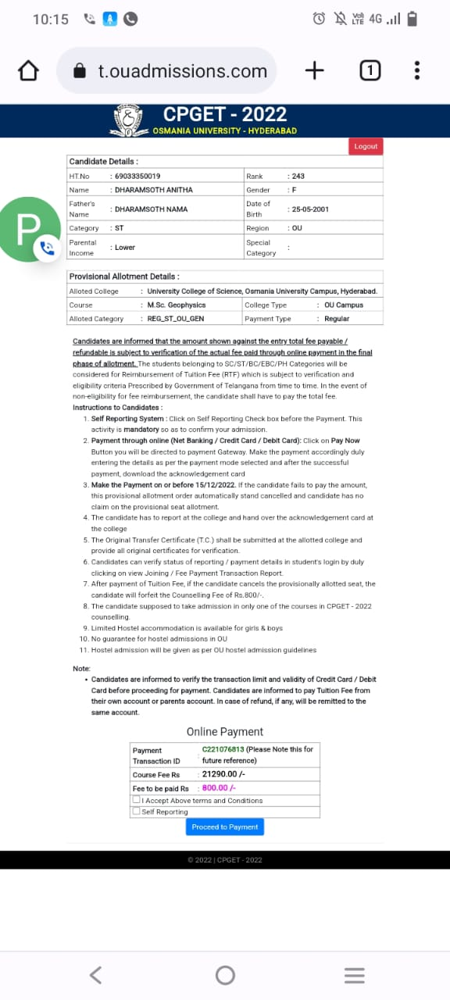 10:15 A Vo) LTE 4G
t.ouadmissions.com 1
CPGET - 2022
OSMANIA UNIVERSITY - HYDERABAD
Logout
Candidate Details :
HT.No : 69033350019 Rank : 243
Name : DHARAMSOTH ANITHA Gender : F
Father's Name : DHARAMSOTH NAMA Date of Birth : 25-05-2001
Category : ST Region : OU
Parental Income : Lower Special Category :
P
Provisional Allotment Details :
Alloted College : University College of Science, Osmania University Campus, Hyderabad.
Course : M.Sc. Geophysics College Type : OU Campus
Alloted Category : REG_ST_OU_GEN Payment Type : Regular
Candidates are informed that the amount shown against the entry total fee payable /
refundable is subject to verification of the actual fee paid through online payment in the final
phase of allotment. The students belonging to SC/ST/BC/EBC/PH Categories will be
considered for Reimbursement of Tuition Fee (RTF) which is subject to verification and
eligibility criteria Prescribed by Government of Telangana from time to time. In the event of
non-eligibility for fee reimbursement, the candidate shall have to pay the total fee.
Instructions to Candidates :
1. Self Reporting System : Click on Self Reporting Check box before the Payment. This
activity is mandatory so as to confirm your admission.
2. Payment through online (Net Banking / Credit Card / Debit Card): Click on Pay Now
Button you will be directed to payment Gateway. Make the payment accordingly duly
entering the details as per the payment mode selected and after the successful
payment, download the acknowledgement card
3. Make the Payment on or before 15/12/2022. If the candidate fails to pay the amount,
this provisional allotment order automatically stand cancelled and candidate has no
claim on the provisional seat allotment.
4. The candidate has to report at the college and hand over the acknowledgement card at
the college
5. The Original Transfer Certificate (T.C.) shall be submitted at the allotted college and
provide all original certificates for verification.
6. Candidates can verify status of reporting / payment details in student's login by duly
clicking on view Joining / Fee Payment Transaction Report.
7. After payment of Tuition Fee, if the candidate cancels the provisionally allotted seat, the
candidate will forfeit the Counselling Fee of Rs.800/-.
8. The candidate supposed to take admission in only one of the courses in CPGET - 2022
counselling.
9. Limited Hostel accommodation is available for girls & boys
10. No guarantee for hostel admissions in OU
11. Hostel admission will be given as per OU hostel admission guidelines
Note:
• Candidates are informed to verify the transaction limit and validity of Credit Card / Debit
Card before proceeding for payment. Candidates are informed to pay Tuition Fee from
their own account or parents account. In case of refund, if any, will be remitted to the
same account.
Online Payment
Payment Transaction ID : C221076813 (Please Note this for future reference)
Course Fee Rs : 21290.00 /-
Fee to be paid Rs : 800.00 /-
I Accept Above terms and Conditions
Self Reporting
Proceed to Payment
© 2022 | CPGET - 2022